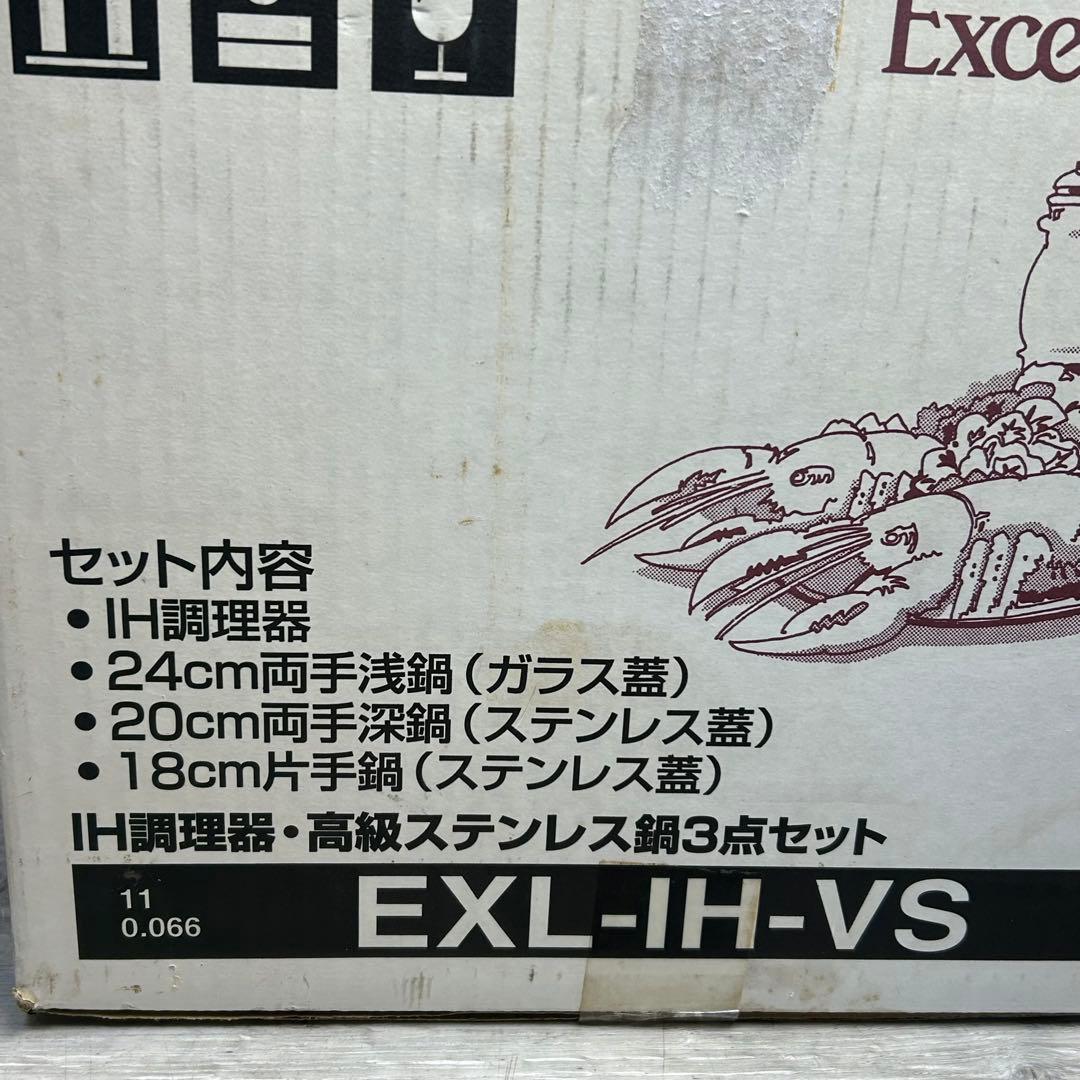 Exce
セット内容
• IH調理器
• 24cm両手浅鍋(ガラス蓋)
• 20cm両手深鍋(ステンレス蓋)
• 18cm片手鍋(ステンレス蓋)
IH調理器・高級ステンレス鍋3点セット
11
0.066
EXL-IH-VS